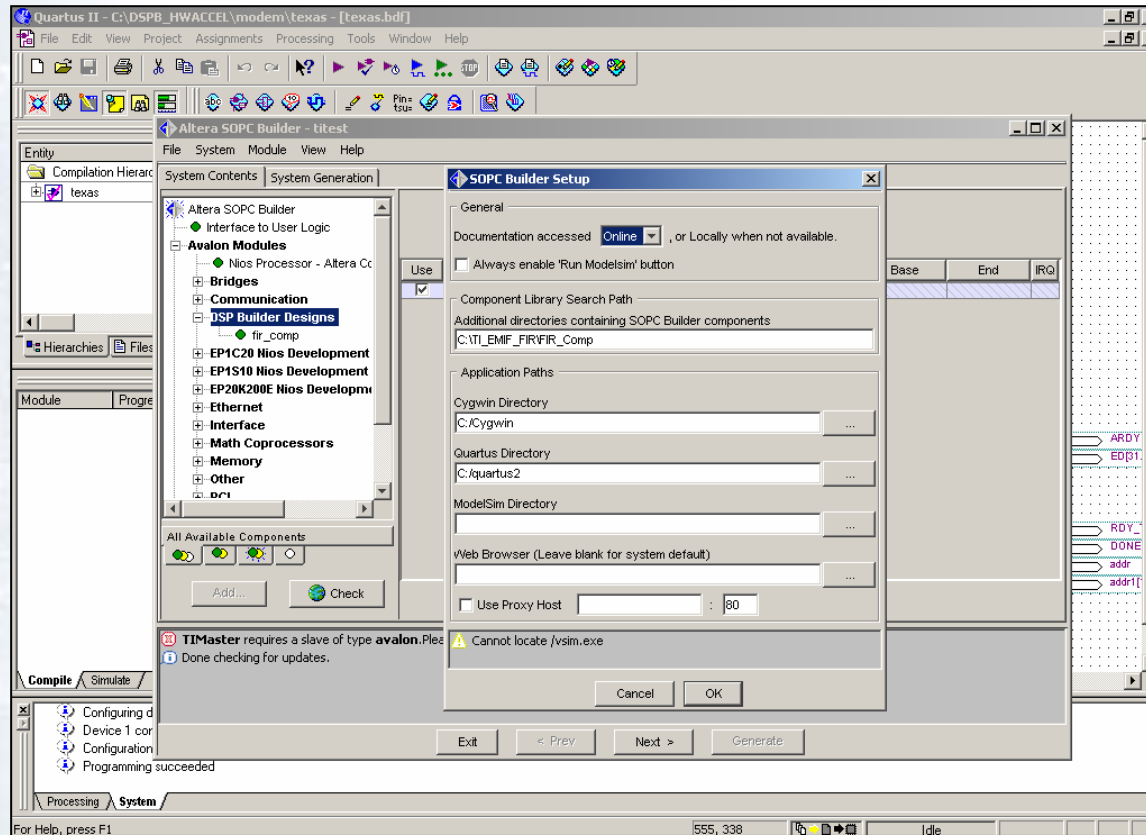 Quartus II - C:\DSPB_HWACCEL\modem\texas - [texas.bdf]
File Edit View Project Assignments Processing Tools Window Help
Altera SOPC Builder - titest
File System Module View Help
System Contents System Generation
Entity
Compilation Hierarc
texas
Hierarchies Files
Module Progre
Altera SOPC Builder
Interface to User Logic
Avalon Modules
Nios Processor - Altera Co
Bridges
Communication
DSP Builder Designs
fir_comp
EP1C20 Nios Development
EP1S10 Nios Development
EP20K200E Nios Developme
Ethernet
Interface
Math Coprocessors
Memory
Other
PCI
All Available Components
Add... Check
Use Base End IRQ
SOPC Builder Setup
General
Documentation accessed Online , or Locally when not available.
Always enable 'Run Modelsim' button
Component Library Search Path
Additional directories containing SOPC Builder components
C:\TI_EMIF_FIR\FIR_Comp
Application Paths
Cygwin Directory
C:/Cygwin ...
Quartus Directory
C:/quartus2 ...
ModelSim Directory
...
Web Browser (Leave blank for system default)
...
Use Proxy Host : 80
Cannot locate /vsim.exe
Cancel OK
TIMaster requires a slave of type avalon.Plea
Done checking for updates.
Exit < Prev Next > Generate
ARDY
ED[31.
RDY_
DONE
addr
addr1[
Compile Simulate
Configuring d
Device 1 con
Configuration
Programming succeeded
Processing System
For Help, press F1 555, 338 Idle